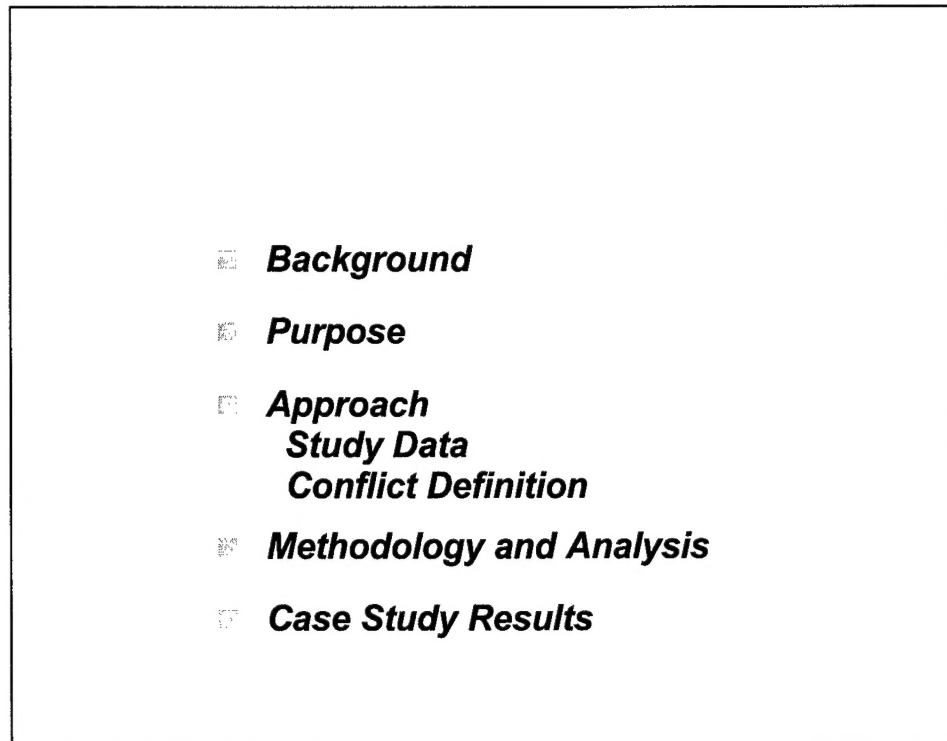 Background
Purpose
Approach
Study Data
Conflict Definition
Methodology and Analysis
Case Study Results